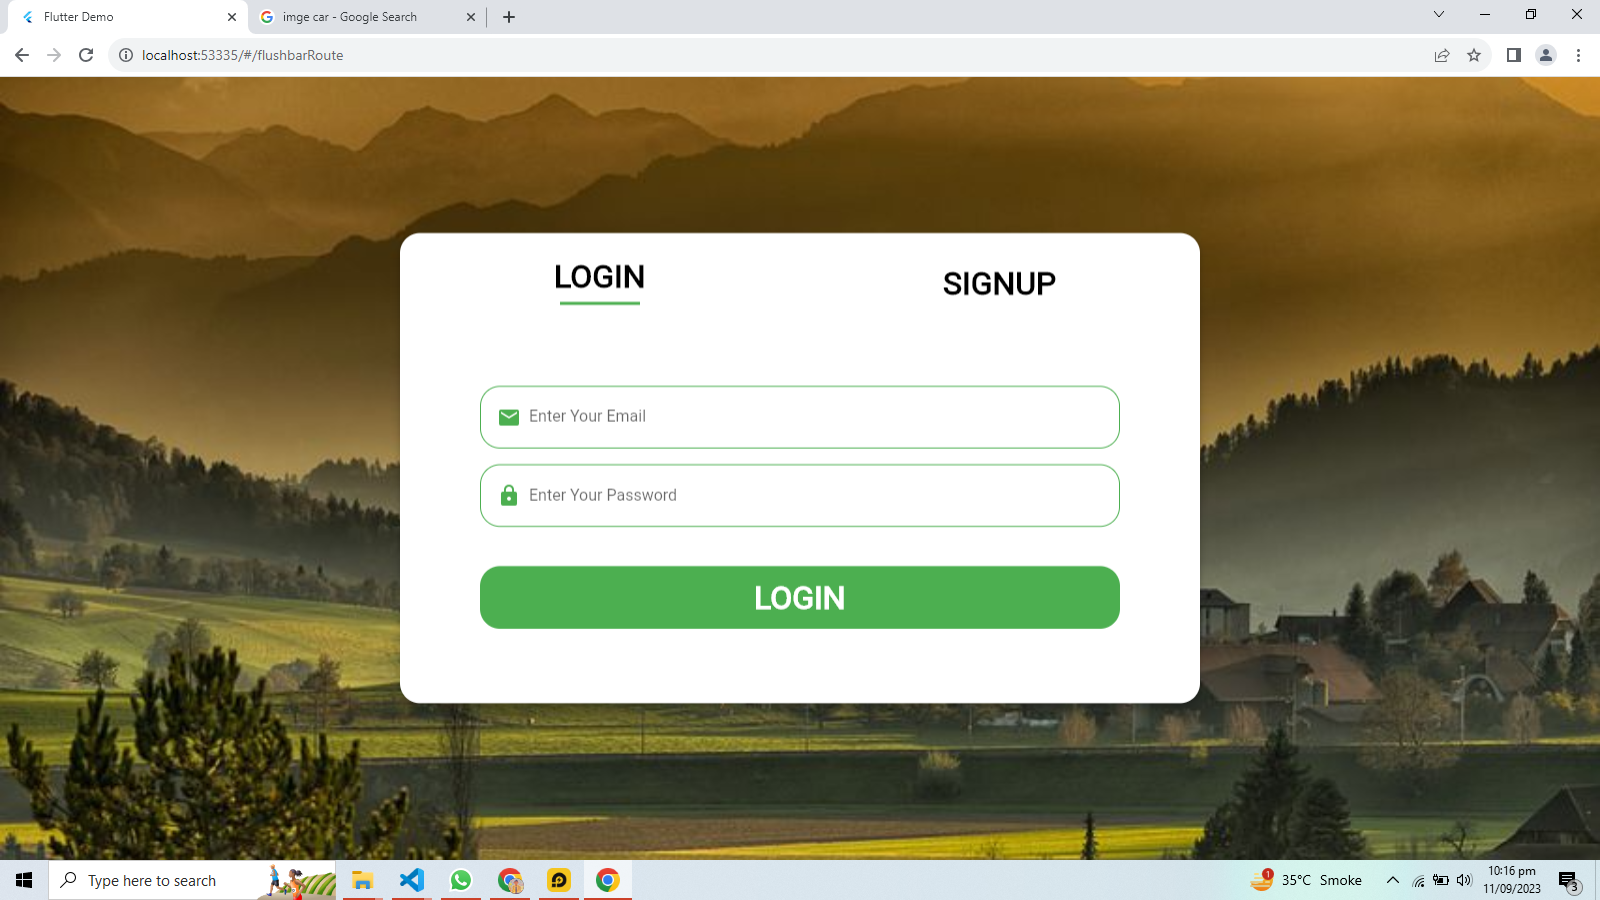 Flutter Demo
imge car - Google Search
localhost:53335/#/flushbarRoute
LOGIN
SIGNUP
Enter Your Email
Enter Your Password
LOGIN
Type here to search
1
35°C Smoke
10:16 pm
11/09/2023
3